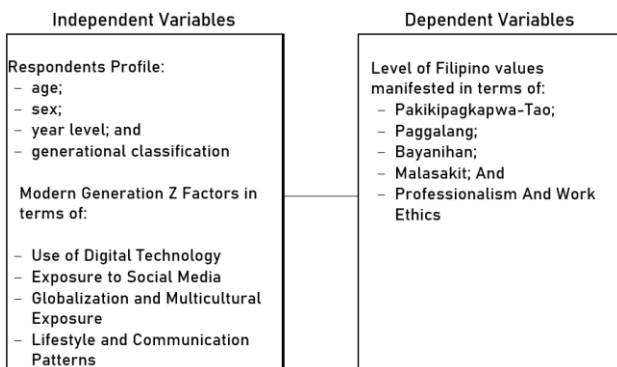 Independent Variables
Respondents Profile:
– age;
– sex;
– year level; and
– generational classification
Modern Generation Z Factors in
terms of:
– Use of Digital Technology
– Exposure to Social Media
– Globalization and Multicultural
Exposure
– Lifestyle and Communication
Patterns
Dependent Variables
Level of Filipino values
manifested in terms of:
– Pakikipagkapwa-Tao;
– Paggalang;
– Bayanihan;
– Malasakit; And
– Professionalism And Work
Ethics